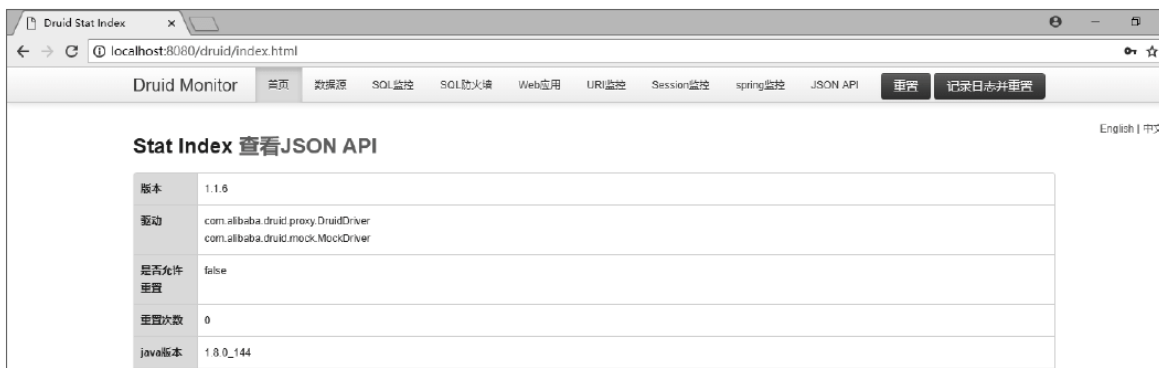 Druid Stat Index
localhost:8080/druid/index.html
Druid Monitor 首页 数据源 SQL监控 SQL防火墙 Web应用 URI监控 Session监控 spring监控 JSON API 重置 记录日志并重置
English | 中文
Stat Index 查看JSON API
版本 1.1.6
驱动 com.alibaba.druid.proxy.DruidDriver
com.alibaba.druid.mock.MockDriver
是否允许 false
重置
重置次数 0
java版本 1.8.0_144